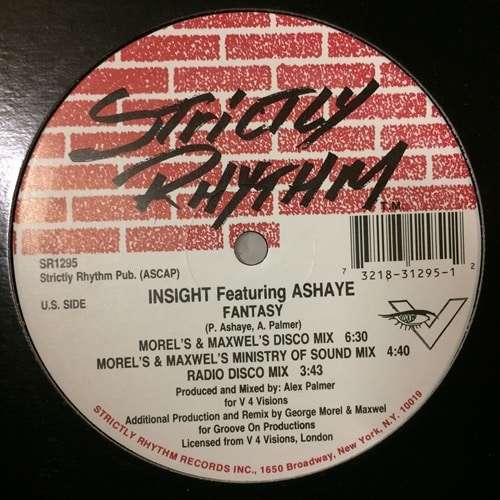 STRICTLY
RHYTHM
T.M.
SR1295
Strictly Rhythm Pub. (ASCAP)
U.S. SIDE
7 3218-31295-1 2
INSIGHT Featuring ASHAYE
FANTASY
(P. Ashaye, A. Palmer)
MOREL'S & MAXWEL'S DISCO MIX 6:30
MOREL'S & MAXWEL'S MINISTRY OF SOUND MIX 4:40
RADIO DISCO MIX 3:43
Produced and Mixed by: Alex Palmer
for V 4 Visions
Additional Production and Remix by George Morel & Maxwel
for Groove On Productions
Licensed from V 4 Visions, London
STRICTLY RHYTHM RECORDS INC., 1650 Broadway, New York, N.Y. 10019